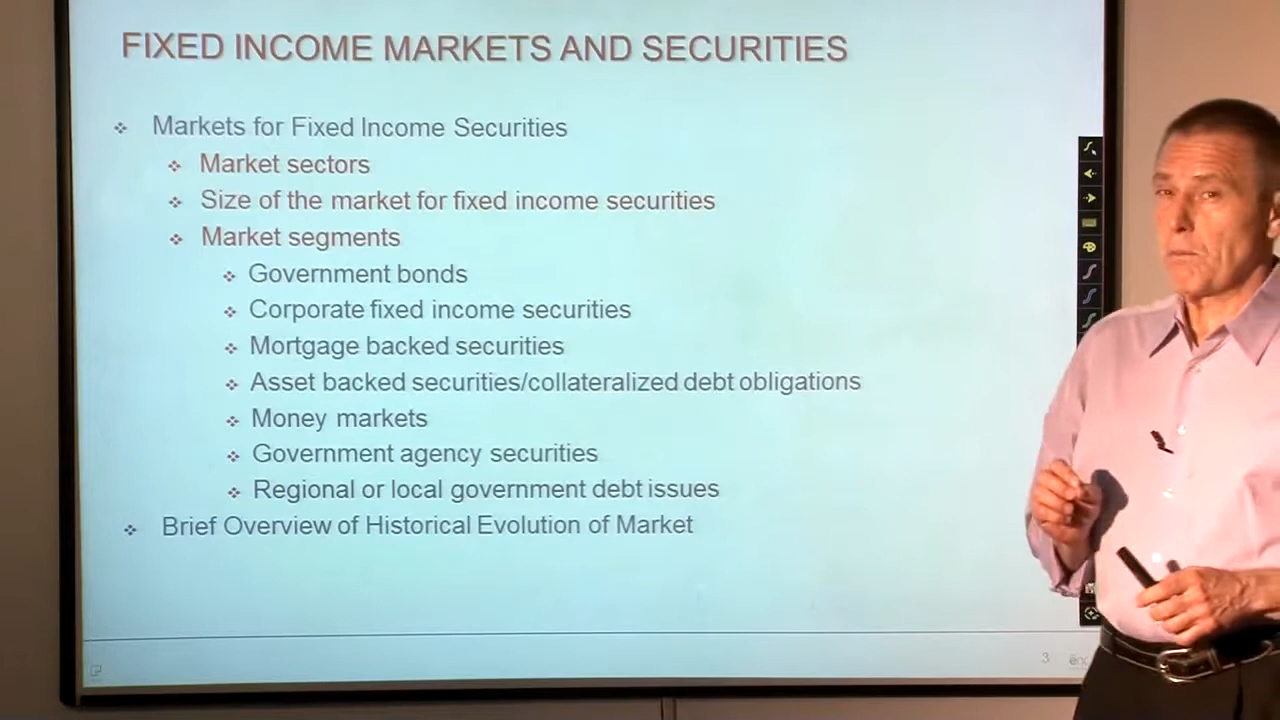 FIXED INCOME MARKETS AND SECURITIES
Markets for Fixed Income Securities
Market sectors
Size of the market for fixed income securities
Market segments
Government bonds
Corporate fixed income securities
Mortgage backed securities
Asset backed securities/collateralized debt obligations
Money markets
Government agency securities
Regional or local government debt issues
Brief Overview of Historical Evolution of Market
3